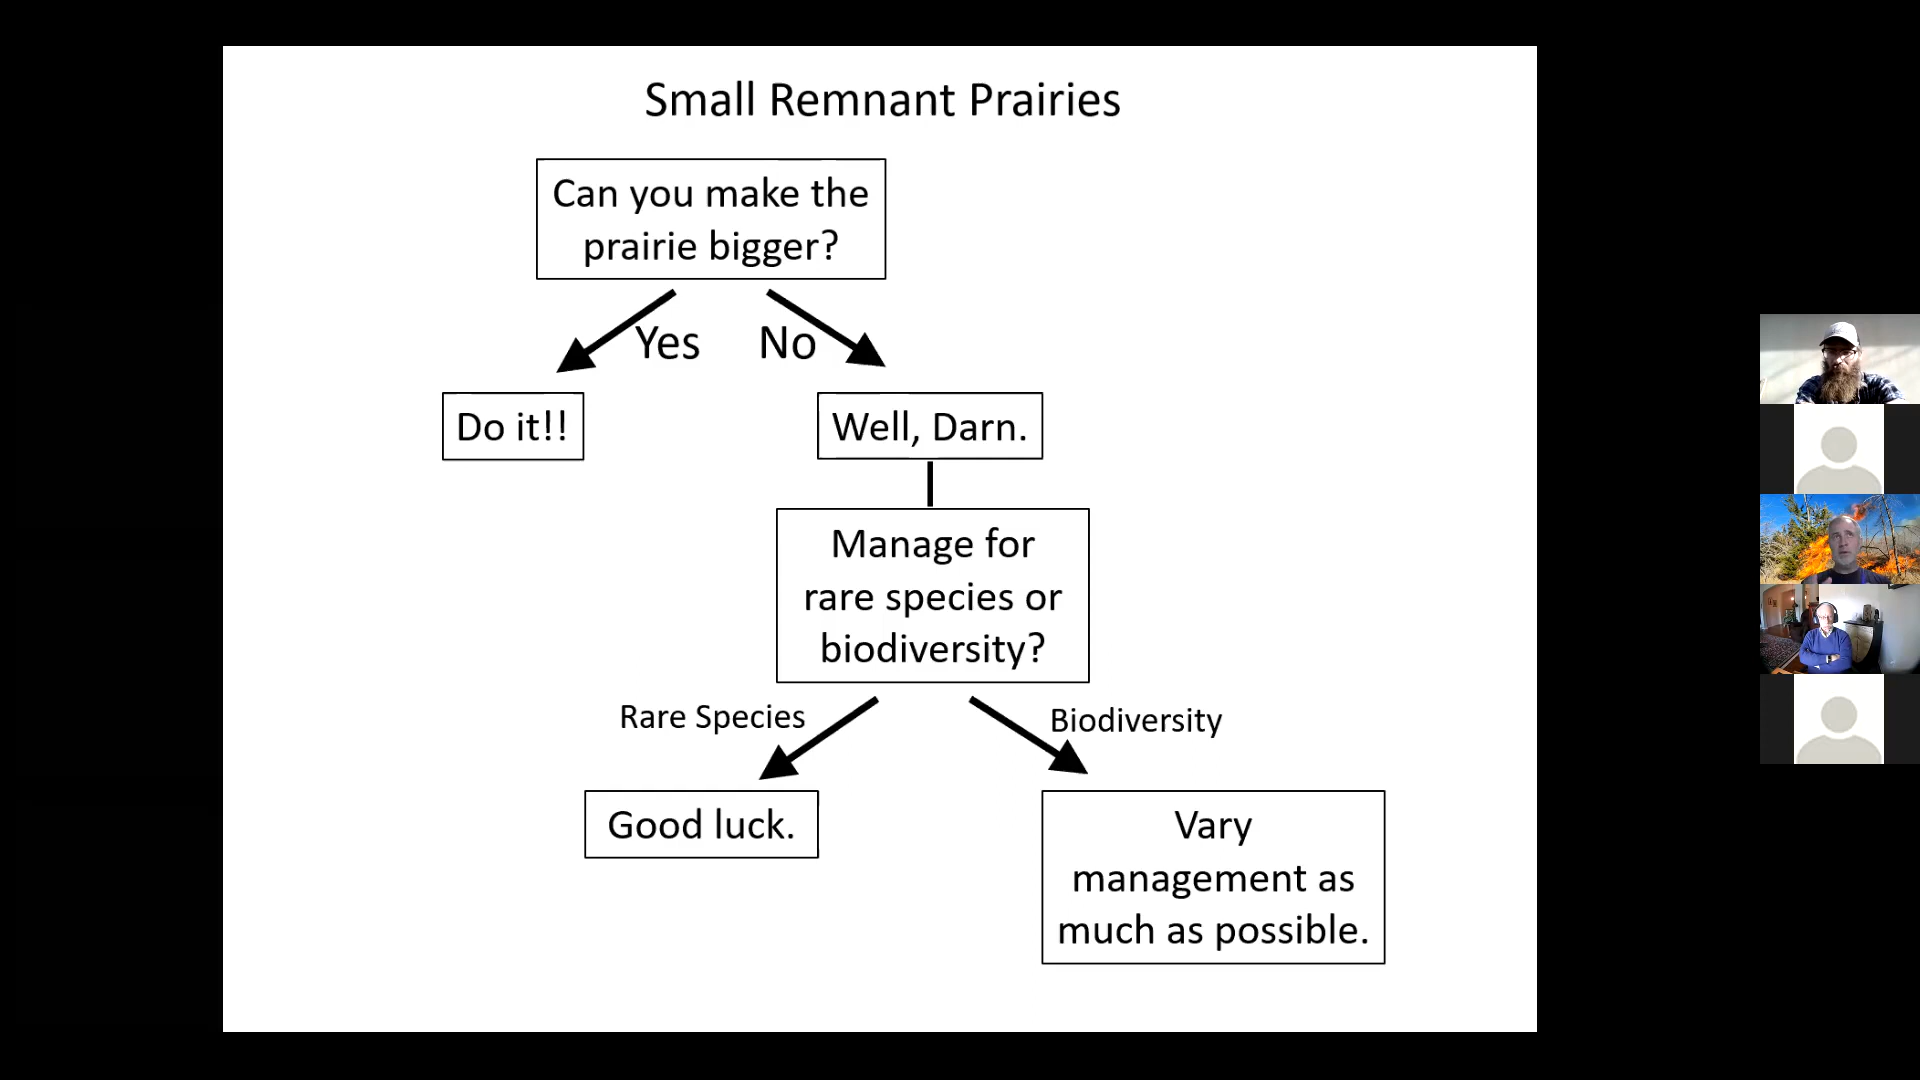 Small Remnant Prairies
Can you make the
prairie bigger?
Yes
No
Do it!!
Well, Darn.
Manage for
rare species or
biodiversity?
Rare Species
Biodiversity
Good luck.
Vary
management as
much as possible.